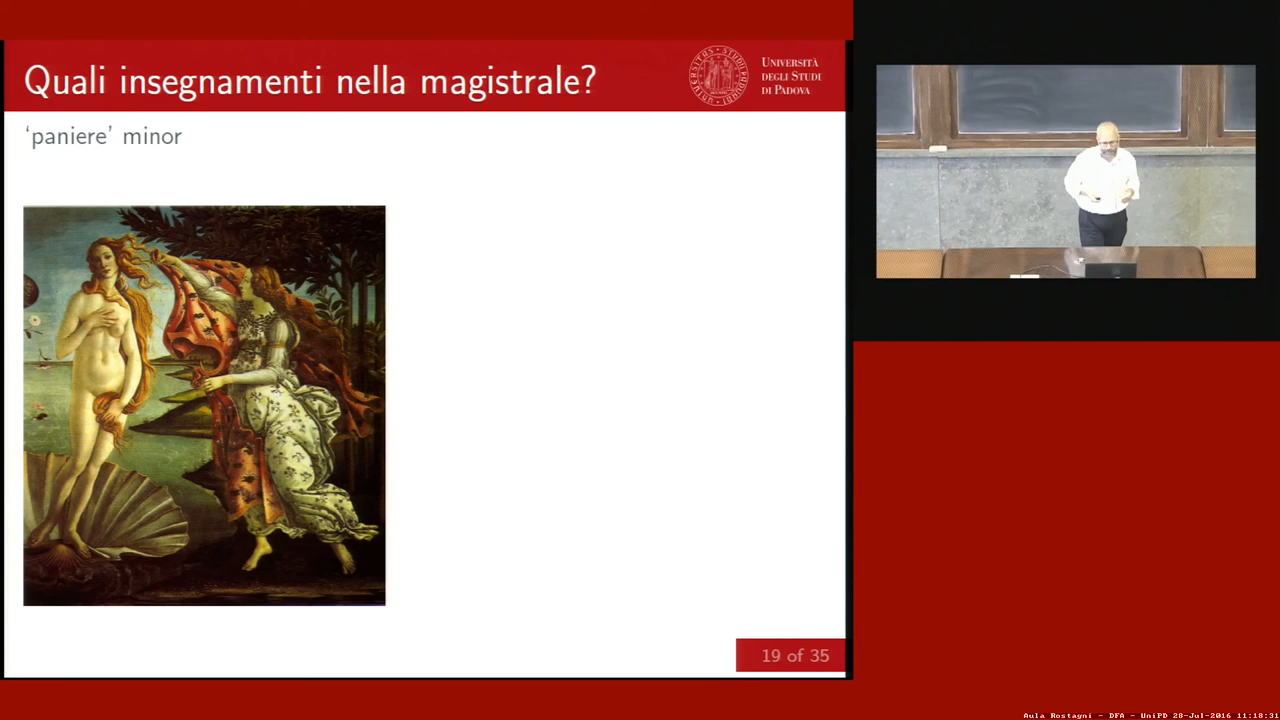 Quali insegnamenti nella magistrale?
UNIVERSITÀ
DEGLI STUDI
DI PADOVA
‘paniere’ minor
19 of 35
Aula Rostagni - DFA - UniPD 28-Jul-2016 11:18:31